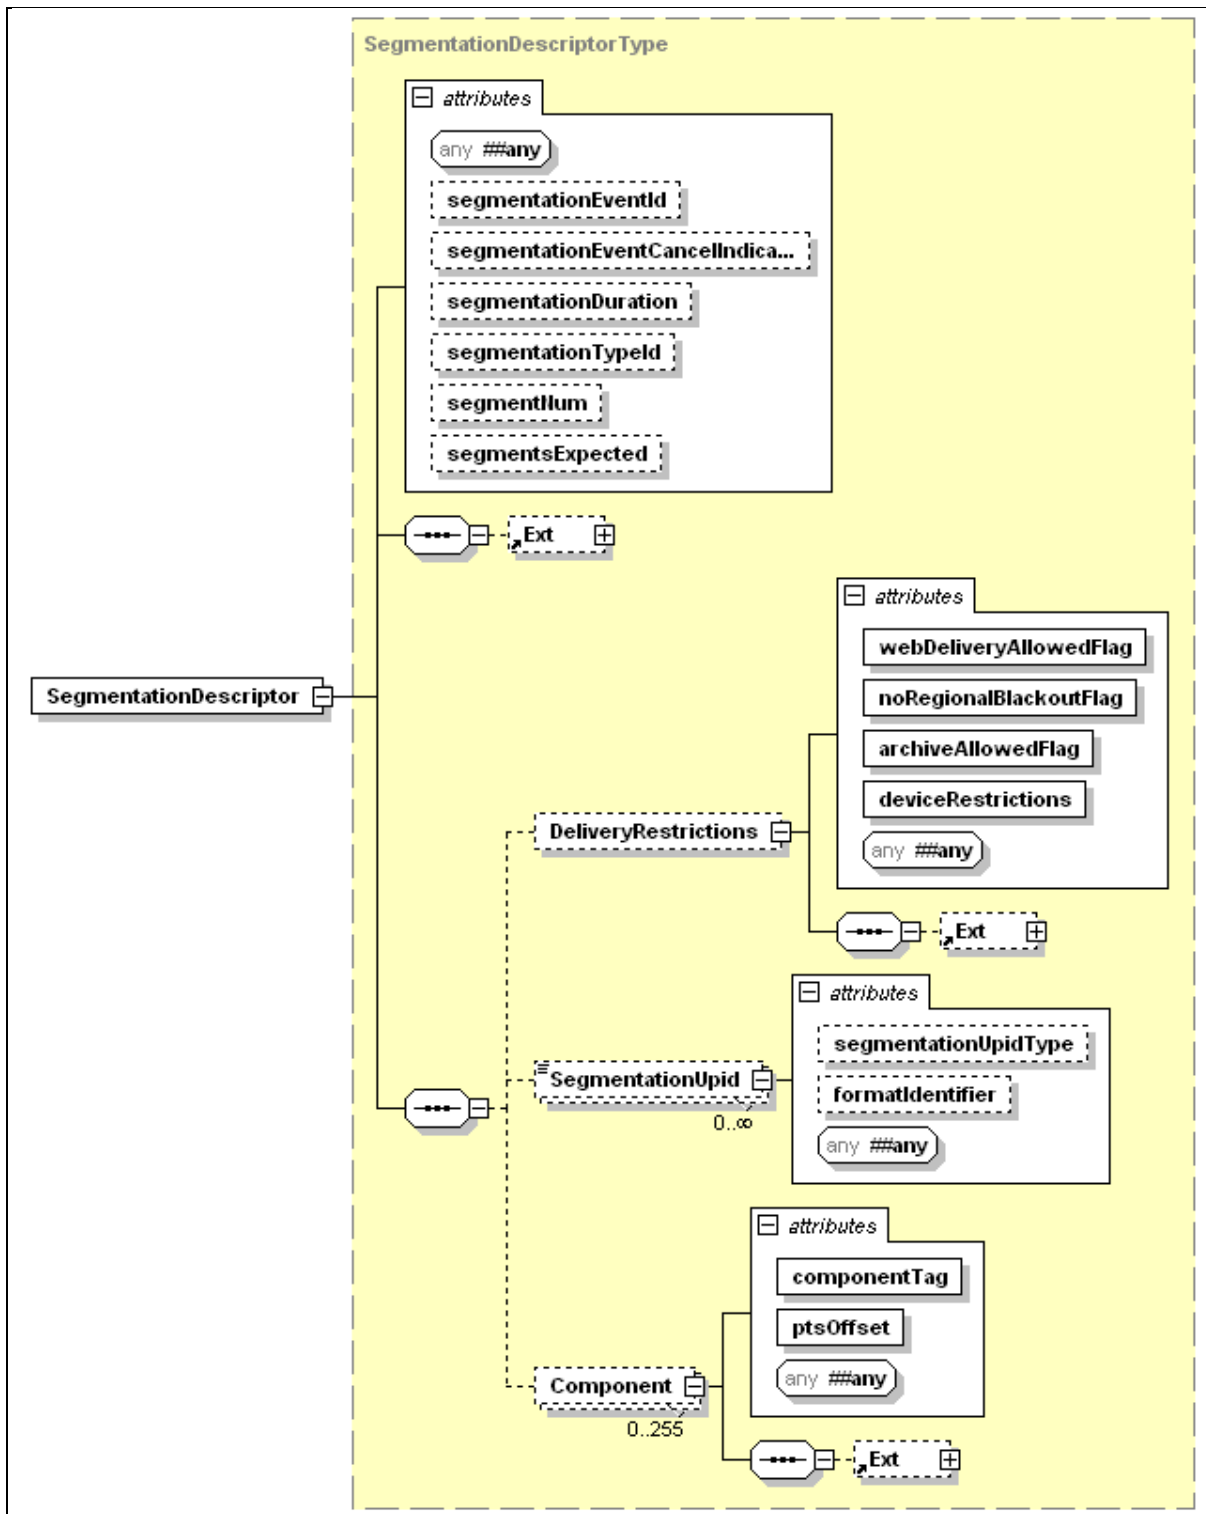 SegmentationDescriptorType
attributes
any ##any
segmentationEventId
segmentationEventCancelIndica...
segmentationDuration
segmentationTypeId
segmentNum
segmentsExpected
Ext
attributes
webDeliveryAllowedFlag
noRegionalBlackoutFlag
archiveAllowedFlag
deviceRestrictions
any ##any
SegmentationDescriptor
DeliveryRestrictions
Ext
attributes
segmentationUpidType
formatIdentifier
any ##any
SegmentationUpid
0..∞
attributes
componentTag
ptsOffset
any ##any
Component
0..255
Ext